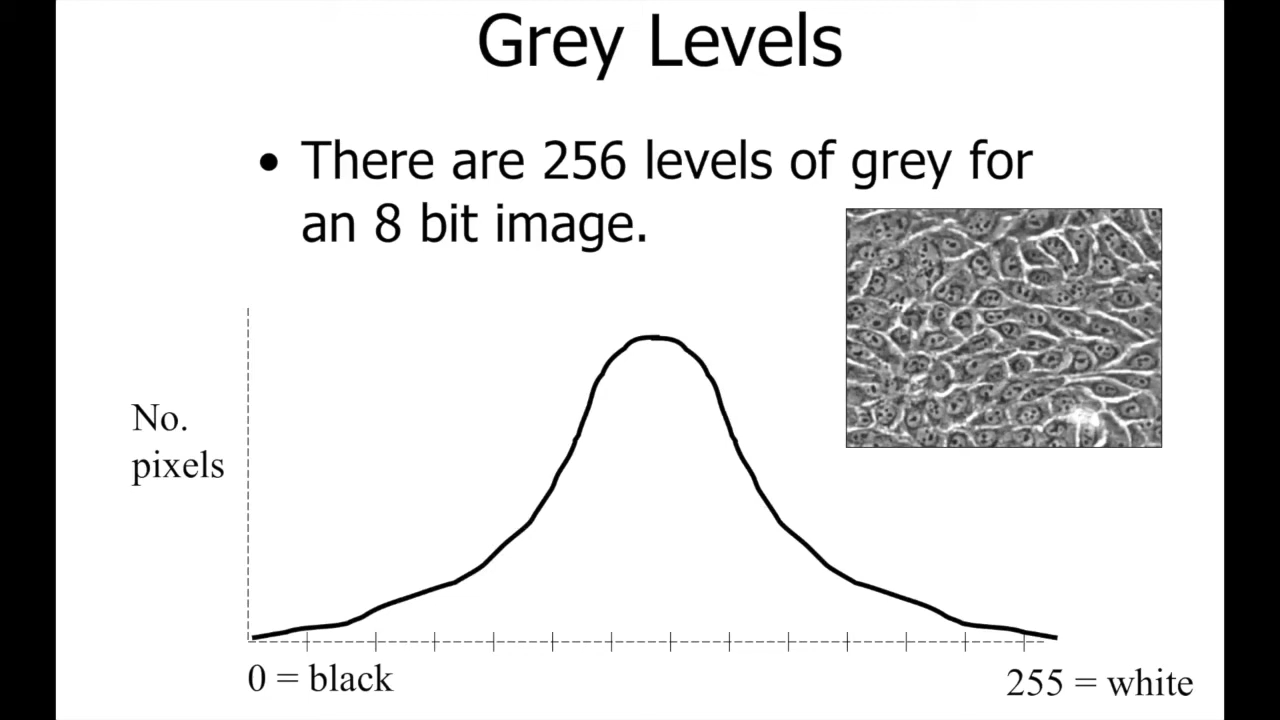 Grey Levels
• There are 256 levels of grey for
an 8 bit image.
No.
pixels
0 = black
255 = white